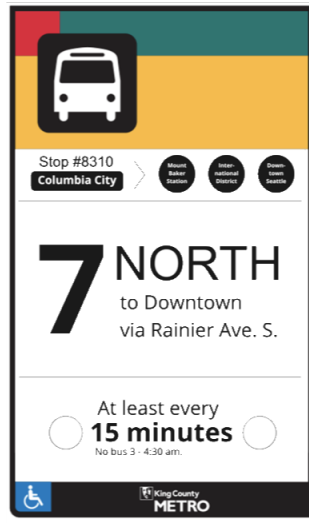 Stop #8310
Columbia City
Mount
Baker
Station
Inter-
national
District
Down-
town
Seattle
7 NORTH
to Downtown
via Rainier Ave. S.
At least every
15 minutes
No bus 3 - 4:30 am.
King County
METRO